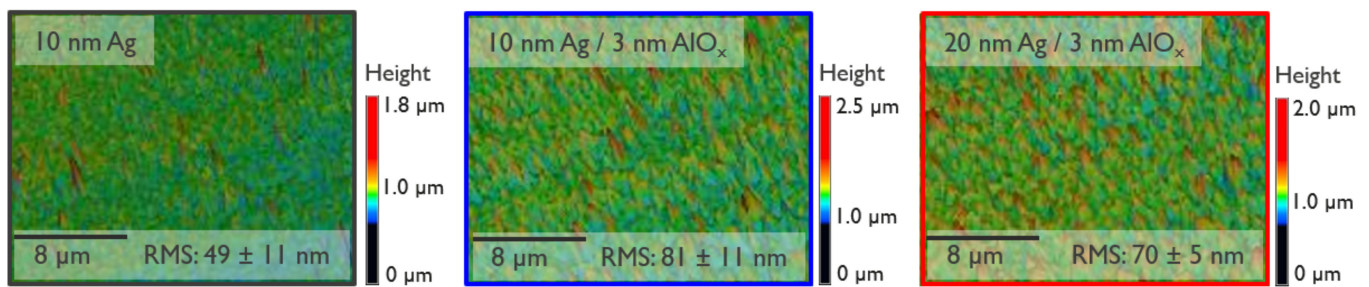 10 nm Ag
Height
1.8 µm
1.0 µm
0 µm
8 µm
RMS: 49 ± 11 nm
10 nm Ag / 3 nm AlOₓ
Height
2.5 µm
1.0 µm
0 µm
8 µm
RMS: 81 ± 11 nm
20 nm Ag / 3 nm AlOₓ
Height
2.0 µm
1.0 µm
0 µm
8 µm
RMS: 70 ± 5 nm